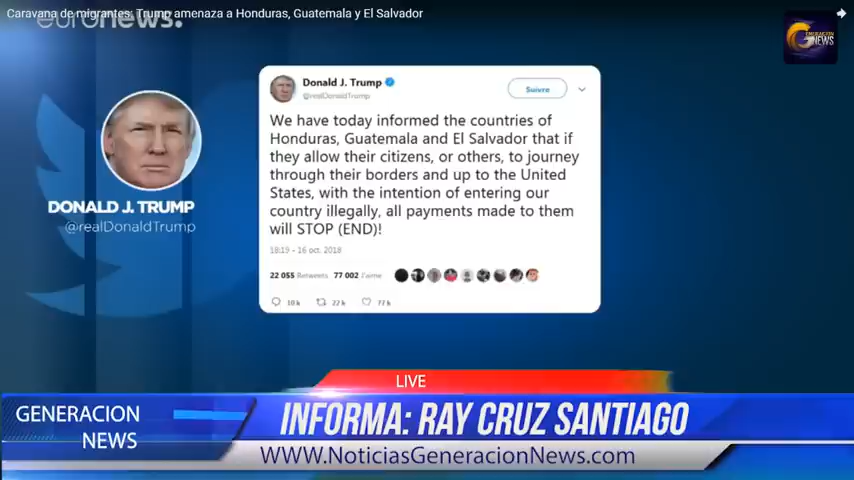 Caravana de migrantes: Trump amenaza a Honduras, Guatemala y El Salvador
euronews.
GENERACION
NEWS
Donald J. Trump
@realDonaldTrump
Suivre
We have today informed the countries of
Honduras, Guatemala and El Salvador that if
they allow their citizens, or others, to journey
through their borders and up to the United
States, with the intention of entering our
country illegally, all payments made to them
will STOP (END)!
18:19 - 16 oct. 2018
22 055 Retweets 77 002 J'aime
10 k 22 k 77 k
DONALD J. TRUMP
@realDonaldTrump
LIVE
GENERACION
NEWS
INFORMA: RAY CRUZ SANTIAGO
WWW.NoticiasGeneracionNews.com